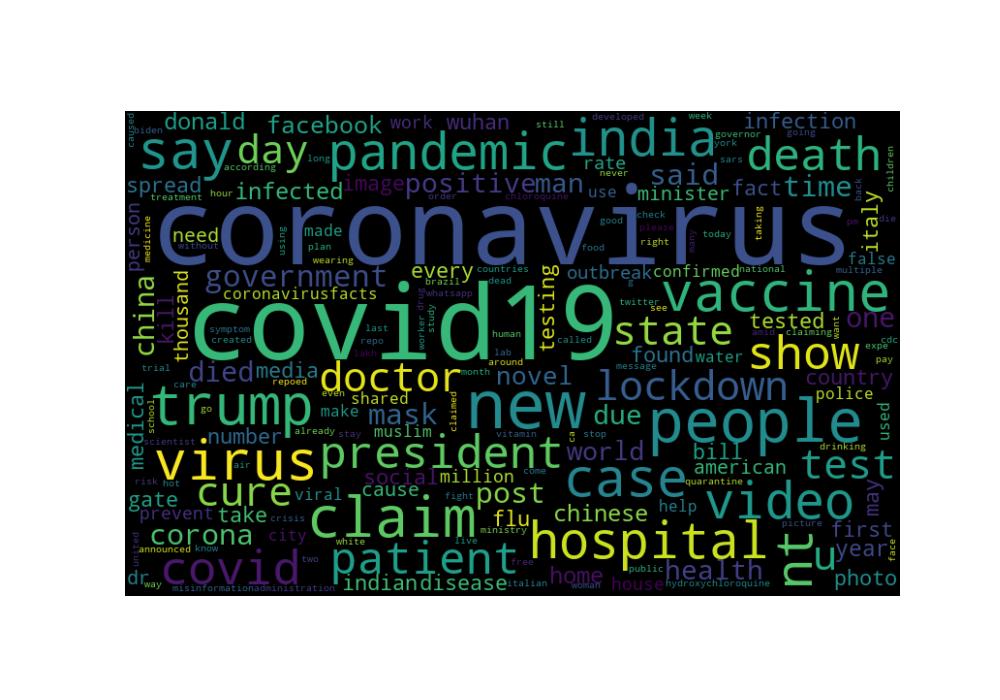 caused
biden
donald
facebook
work
wuhan
still
developed
week
governor
infection
going
say
day
according
long
pandemic
india
rate
never
york
sars
death
children
spread
treatment
hour
infected
image
order
positive
chloroquine
man
use
said
minister
fact
time
back
die
person
medicine
coronavirus
italy
need
without
using
made
plan
wearing
good
food
check
please
right
many
today
taking
pm
false
china
kill
thousand
government
coronavirusfacts
every
brazil
whatsapp
countries
dead
testing
outbreak
twitter
confirmed
see
national
multiple
vaccine
symptom
created
covid19
last
repo
lakh
worker
drug
study
human
lab
around
called
state
tested
amid
claiming
want
one
expe
cdc
pay
trial
care
died
media
repoed
doctor
month
novel
message
found
water
show
country
police
medical
school
trump
go
even
shared
make
mask
claimed
new
lockdown
due
people
used
number
already
stay
muslim
vitamin
ca
stop
scientist
air
virus
president
come
world
bill
american
drinking
test
risk
hot
social
million
case
quarantine
gate
cure
viral
cause
fight
post
help
video
may
prevent
take
crisis
claim
flu
ministry
chinese
picture
first
corona
city
white
live
hospital
nt
u
year
face
united
announced
know
two
covid
patient
free
home
public
health
dr
way
misinformation
administration
indian
disease
italian
woman
house
hydroxychloroquine
photo